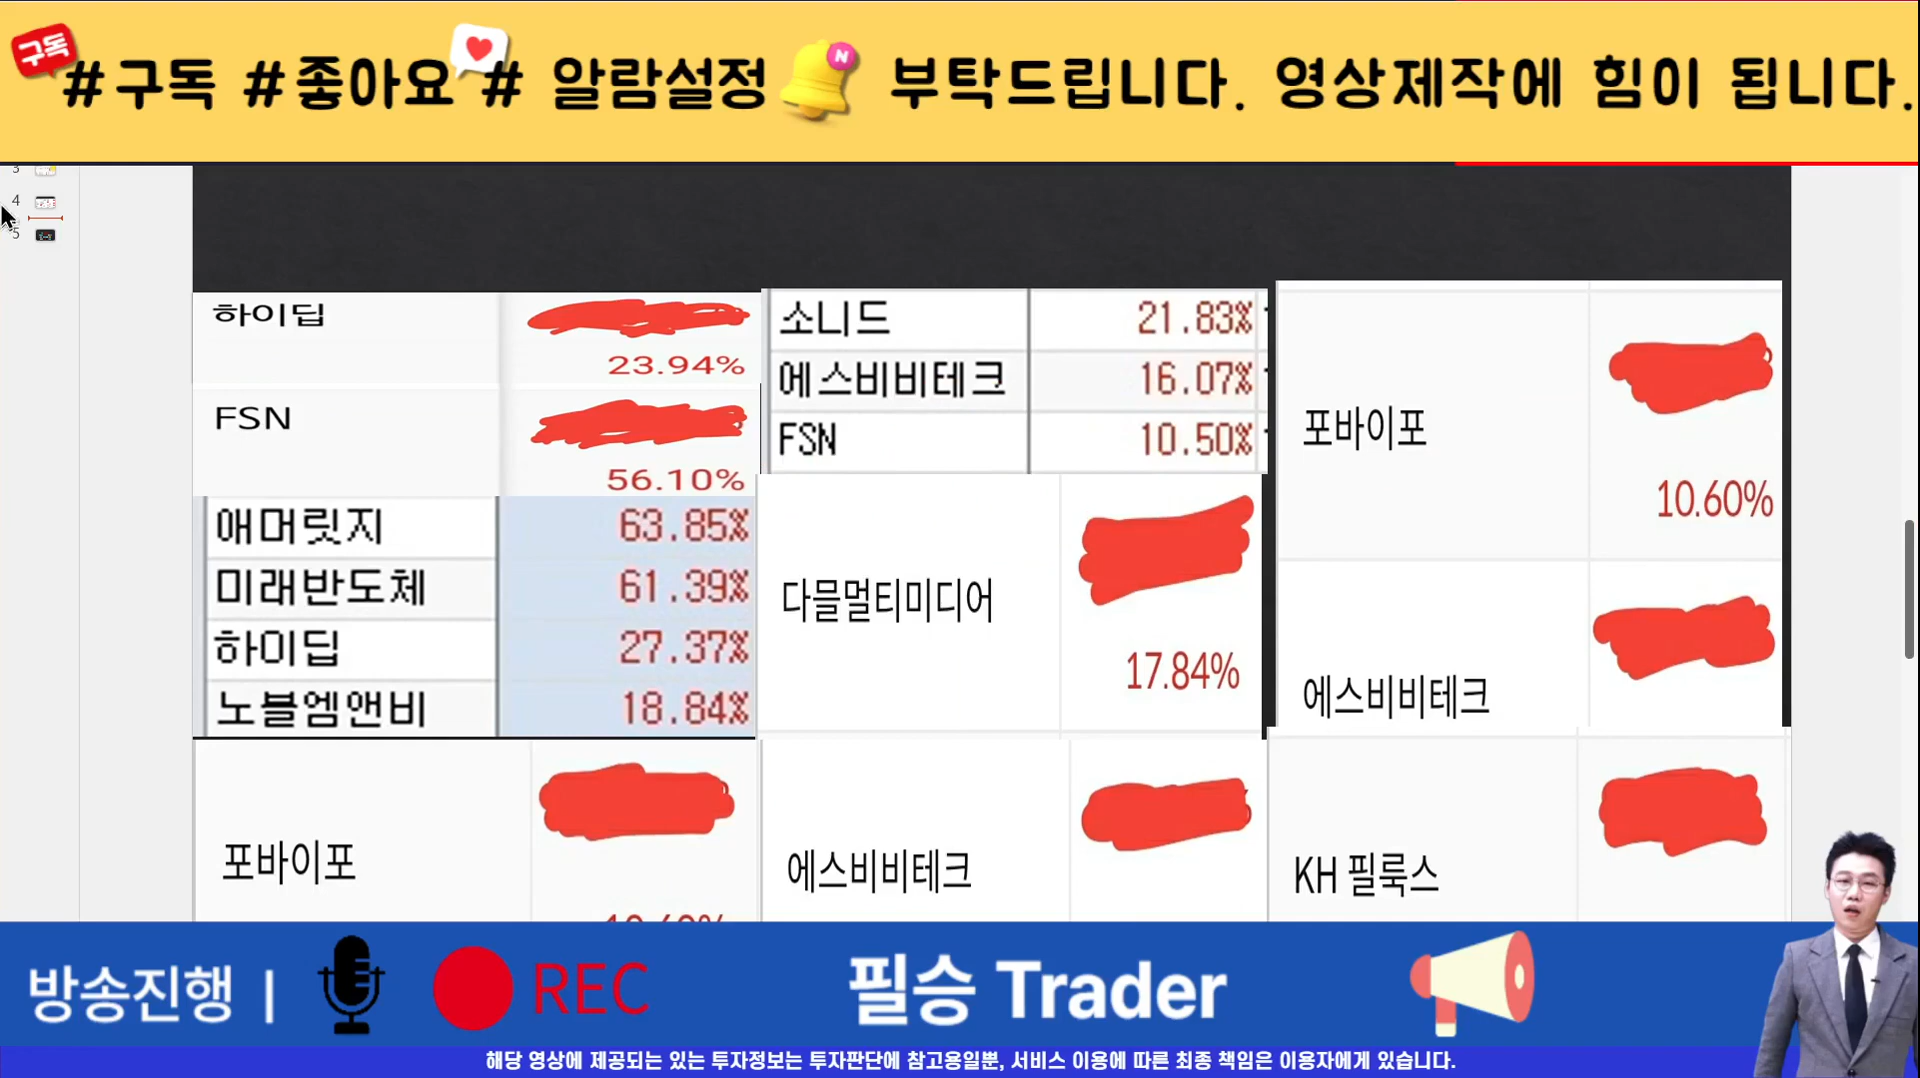 구독
#구독 #좋아요 # 알람설정 N 부탁드립니다. 영상제작에 힘이 됩니다.
3
4
5
하이딥
23.94%
FSN
56.10%
애머릿지 63.85%
미래반도체 61.39%
하이딥 27.37%
노블엠앤비 18.84%
소니드 21.83%
에스비비테크 16.07%
FSN 10.50%
다믈멀티미디어
17.84%
포바이포
10.60%
에스비비테크
포바이포
에스비비테크
KH 필룩스
방송진행 | REC 필승 Trader
해당 영상에 제공되는 있는 투자정보는 투자판단에 참고용일뿐, 서비스 이용에 따른 최종 책임은 이용자에게 있습니다.